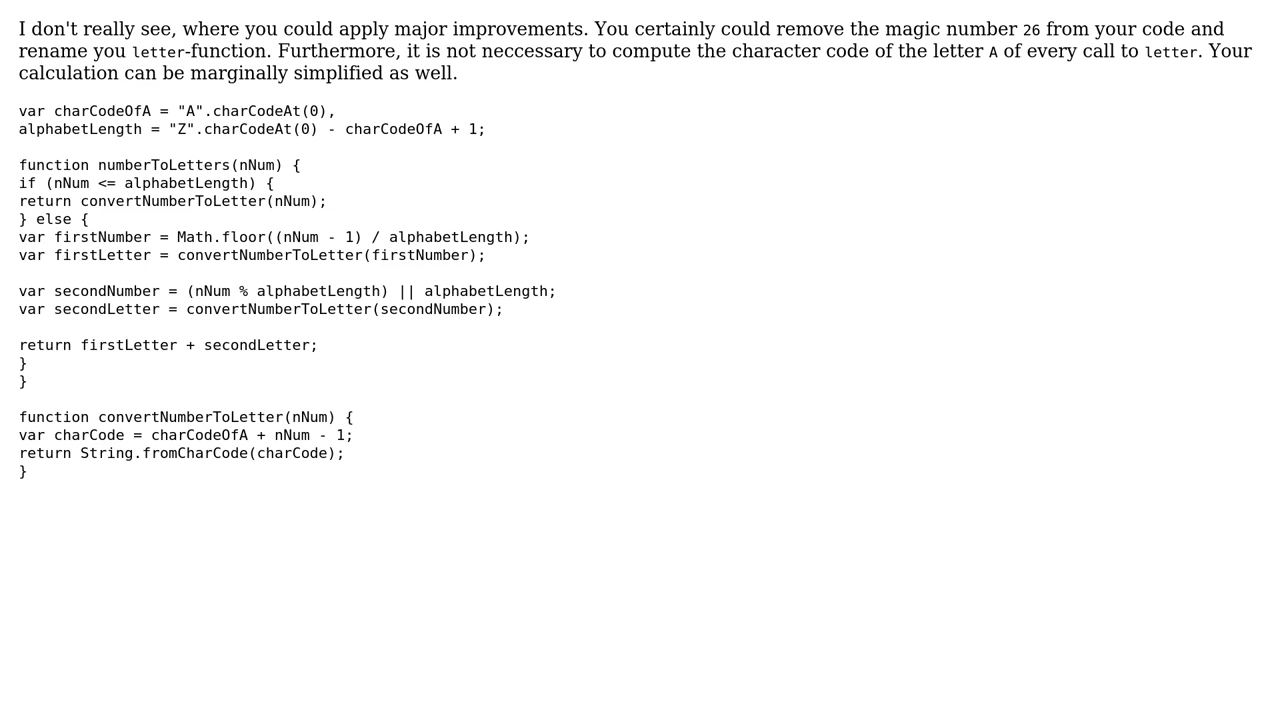 I don't really see, where you could apply major improvements. You certainly could remove the magic number 26 from your code and
rename you letter-function. Furthermore, it is not neccessary to compute the character code of the letter A of every call to letter. Your
calculation can be marginally simplified as well.
var charCodeOfA = "A".charCodeAt(0),
alphabetLength = "Z".charCodeAt(0) - charCodeOfA + 1;
function numberToLetters(nNum) {
if (nNum <= alphabetLength) {
return convertNumberToLetter(nNum);
} else {
var firstNumber = Math.floor((nNum - 1) / alphabetLength);
var firstLetter = convertNumberToLetter(firstNumber);
var secondNumber = (nNum % alphabetLength) || alphabetLength;
var secondLetter = convertNumberToLetter(secondNumber);
return firstLetter + secondLetter;
}
}
function convertNumberToLetter(nNum) {
var charCode = charCodeOfA + nNum - 1;
return String.fromCharCode(charCode);
}